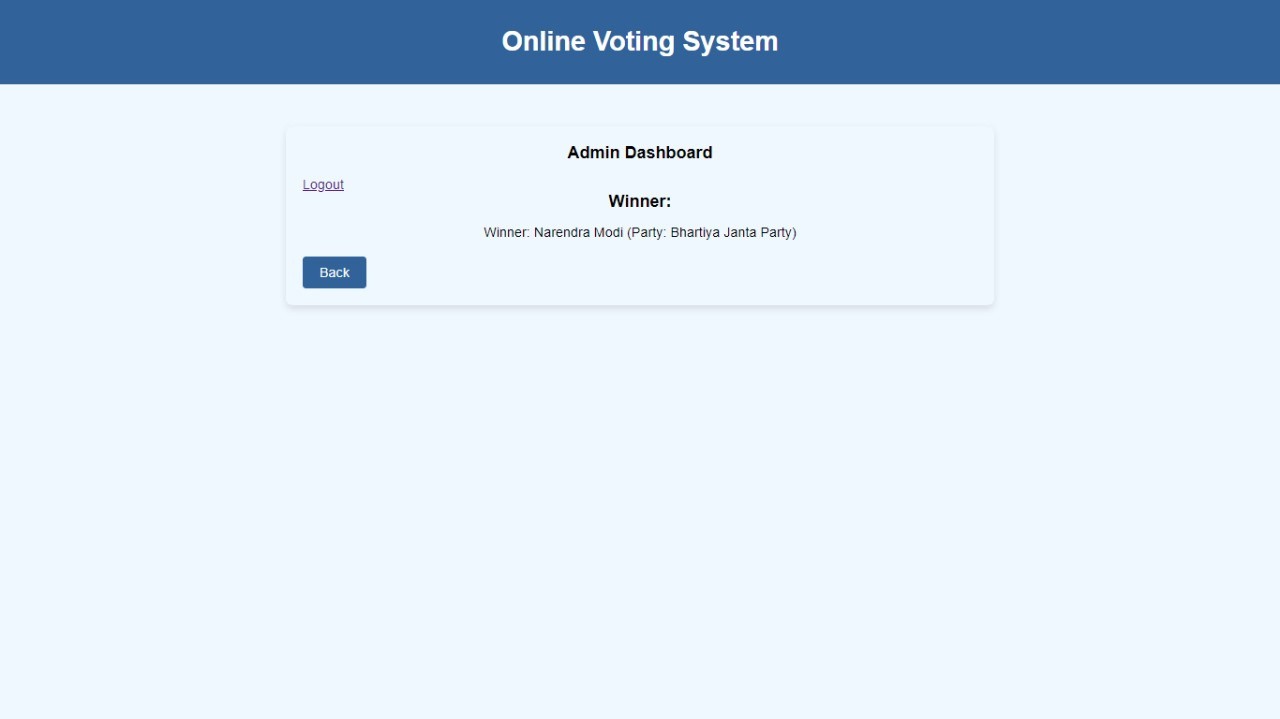 Online Voting System
Admin Dashboard
Logout
Winner:
Winner: Narendra Modi (Party: Bhartiya Janta Party)
Back